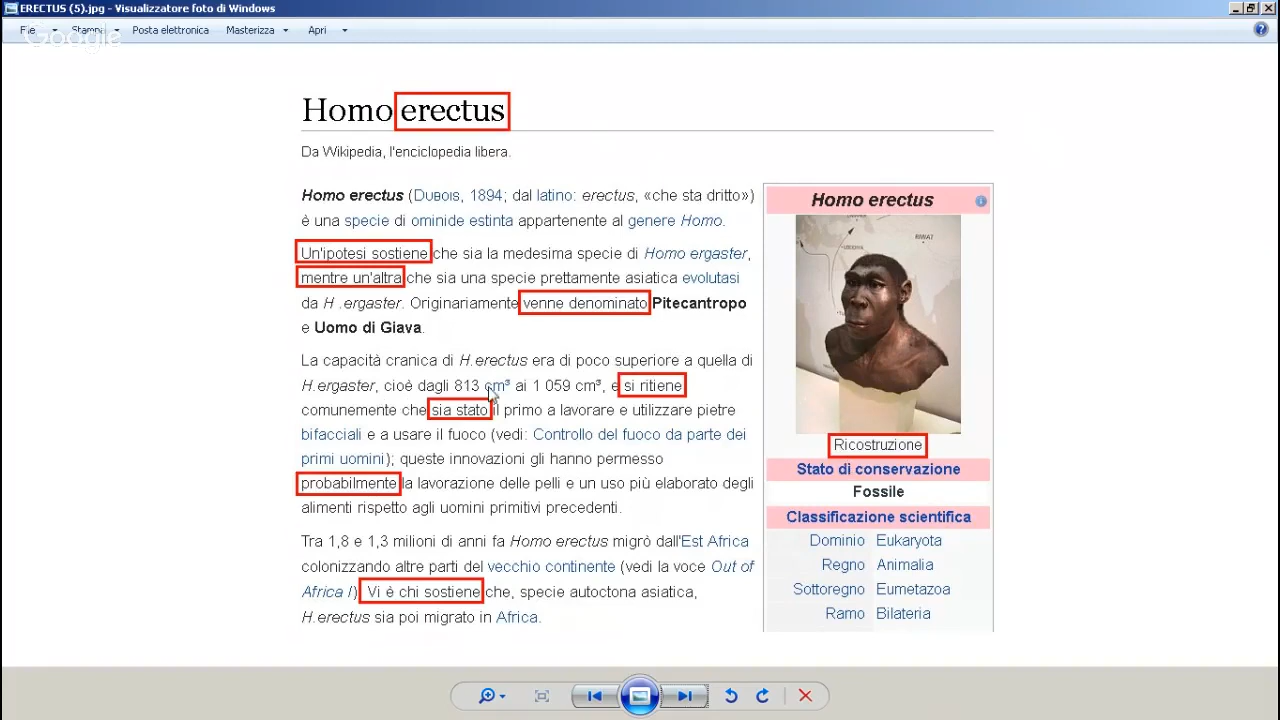 ERECTUS (5).jpg - Visualizzatore foto di Windows
File Stampa Posta elettronica Masterizza Apri
Google
Homo erectus
Da Wikipedia, l'enciclopedia libera.
Homo erectus (DUBOIS, 1894; dal latino: erectus, «che sta dritto»)
è una specie di ominide estinta appartenente al genere Homo.
Un'ipotesi sostiene che sia la medesima specie di Homo ergaster,
mentre un'altra che sia una specie prettamente asiatica evolutasi
da H .ergaster. Originariamente venne denominato Pitecantropo
e Uomo di Giava.
La capacità cranica di H.erectus era di poco superiore a quella di
H.ergaster, cioè dagli 813 cm³ ai 1 059 cm³, e si ritiene
comunemente che sia stato il primo a lavorare e utilizzare pietre
bifacciali e a usare il fuoco (vedi: Controllo del fuoco da parte dei
primi uomini); queste innovazioni gli hanno permesso
probabilmente la lavorazione delle pelli e un uso più elaborato degli
alimenti rispetto agli uomini primitivi precedenti.
Tra 1,8 e 1,3 milioni di anni fa Homo erectus migrò dall'Est Africa
colonizzando altre parti del vecchio continente (vedi la voce Out of
Africa I) Vi è chi sostiene che, specie autoctona asiatica,
H.erectus sia poi migrato in Africa.
Homo erectus
RIWAT
Ricostruzione
Stato di conservazione
Fossile
Classificazione scientifica
Dominio Eukaryota
Regno Animalia
Sottoregno Eumetazoa
Ramo Bilateria